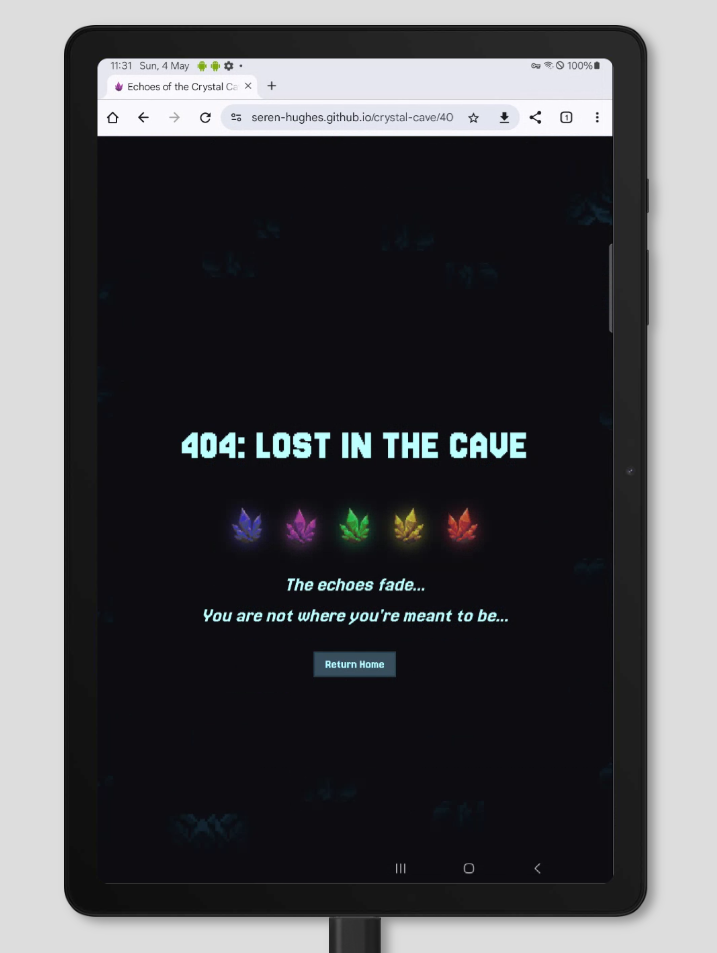 11:31 Sun, 4 May 100%
Echoes of the Crystal Ca
seren-hughes.github.io/crystal-cave/40 1
404: LOST IN THE CAVE
The echoes fade...
You are not where you're meant to be...
Return Home